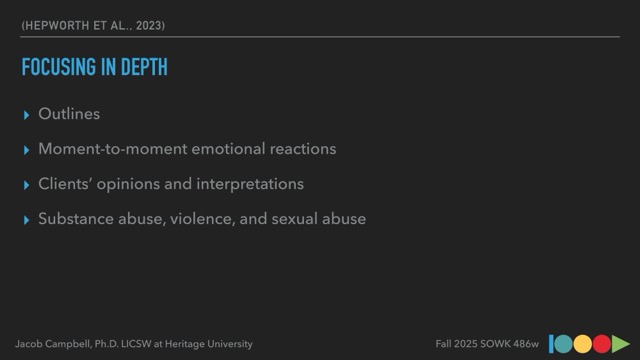 (HEPWORTH ET AL., 2023)
FOCUSING IN DEPTH
Outlines
Moment-to-moment emotional reactions
Clients’ opinions and interpretations
Substance abuse, violence, and sexual abuse
Jacob Campbell, Ph.D. LICSW at Heritage University
Fall 2025 SOWK 486w